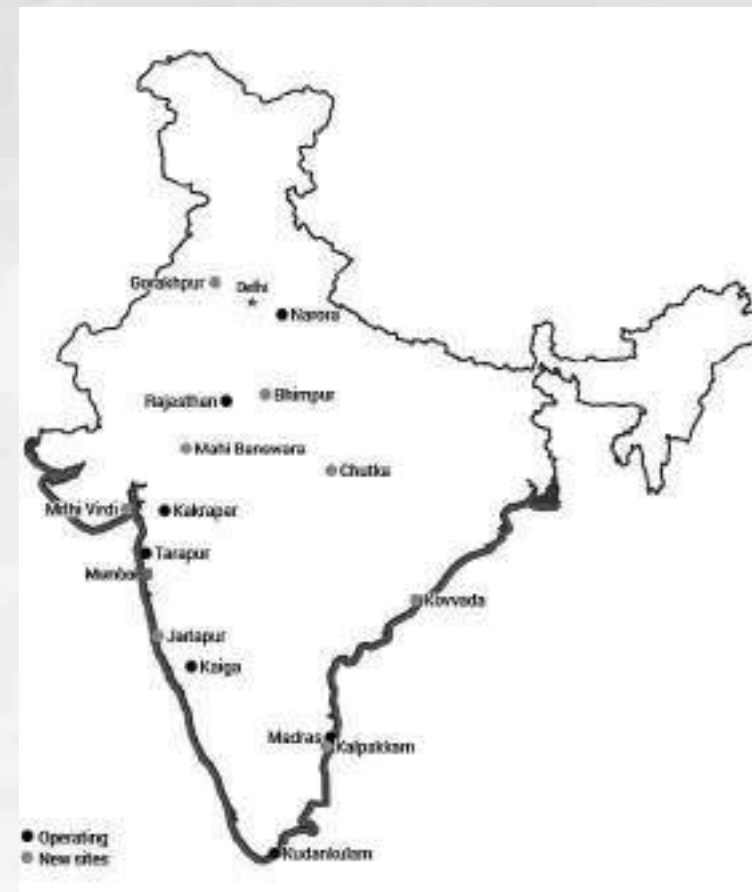 Gorakhpur
Delhi
Narora
Rajasthan
Bhimpur
Mahi Banswara
Chutka
Mithi Virdi
Kakrapar
Tarapur
Mumbai
Kovvada
Jaitapur
Kaiga
Madras
Kalpakkam
Operating
New sites
Kudankulam